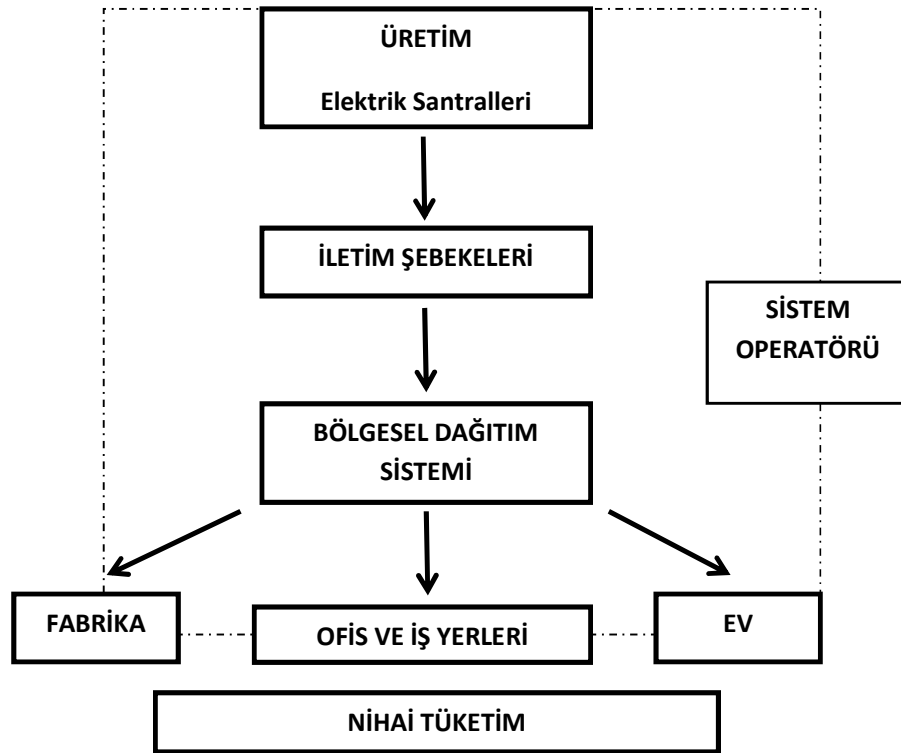 ÜRETİM
Elektrik Santralleri
İLETİM ŞEBEKELERİ
SİSTEM
OPERATÖRÜ
BÖLGESEL DAĞITIM
SİSTEMİ
FABRİKA
OFİS VE İŞ YERLERİ
EV
NİHAİ TÜKETİM